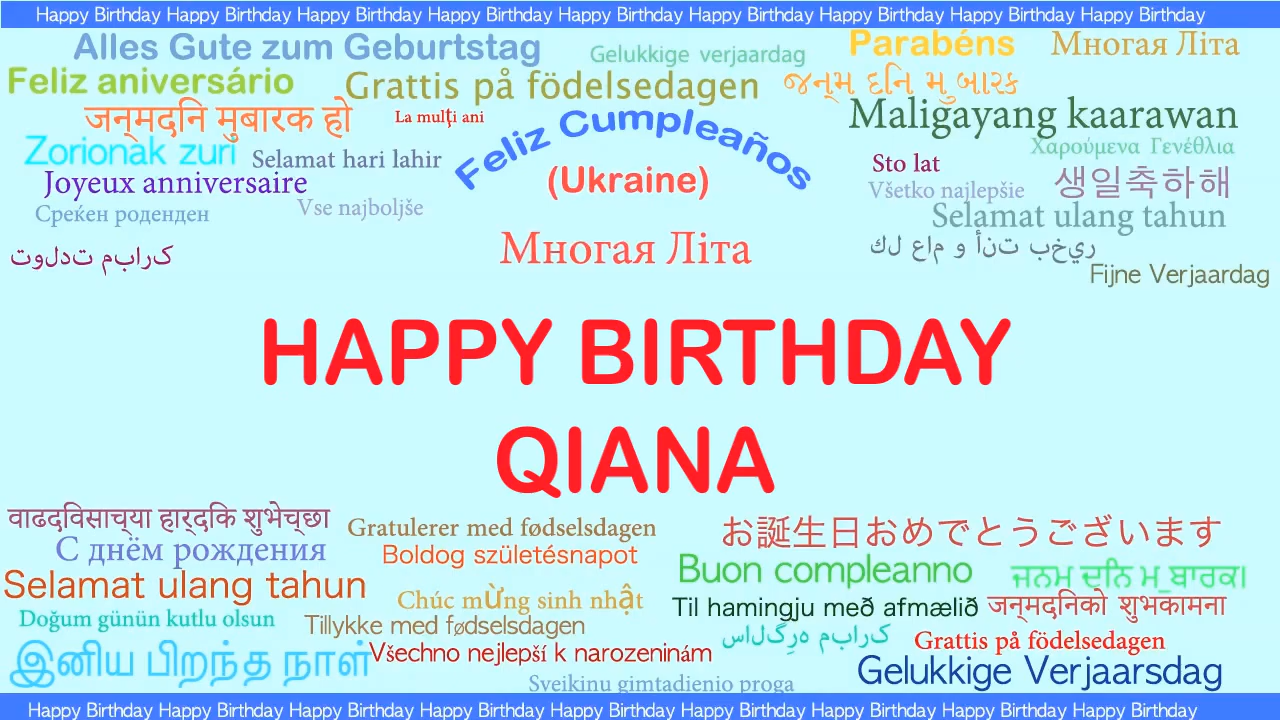 Happy Birthday Happy Birthday Happy Birthday Happy Birthday Happy Birthday Happy Birthday Happy Birthday Happy Birthday Happy Birthday
Alles Gute zum Geburtstag
Gelukkige verjaardag
Parabéns
Многая Літа
Feliz aniversário
Grattis på födelsedagen
જન્મ દિન મુબારક
Maligayang kaarawan
जन्मदिन मुबारक हो
La mulţi ani
Feliz Cumpleaños
Χαρούμενα Γενέθλια
Zorionak zuri
Selamat hari lahir
Sto lat
Joyeux anniversaire
(Ukraine)
Všetko najlepšie
생일축하해
Среќен роденден
Vse najboljše
Selamat ulang tahun
تولدت مبارک
Многая Літа
كل عام و أنت بخير
Fijne Verjaardag
HAPPY BIRTHDAY
QIANA
वाढदिवसाच्या हार्दिक शुभेच्छा
Gratulerer med fødselsdagen
お誕生日おめでとうございます
С днём рождения
Boldog születésnapot
Buon compleanno
ਜਨਮ ਦਿਨ ਮੁਬਾਰਕ।
Selamat ulang tahun
Chúc mừng sinh nhật
Til hamingju með afmælið
जन्मदिनको शुभकामना
Doğum günün kutlu olsun
Tillykke med fødselsdagen
سالگرہ مبارک
Grattis på födelsedagen
இனிய பிறந்த நாள்
Všechno nejlepší k narozeninám
Gelukkige Verjaarsdag
Sveikinu gimtadienio proga
Happy Birthday Happy Birthday Happy Birthday Happy Birthday Happy Birthday Happy Birthday Happy Birthday Happy Birthday Happy Birthday